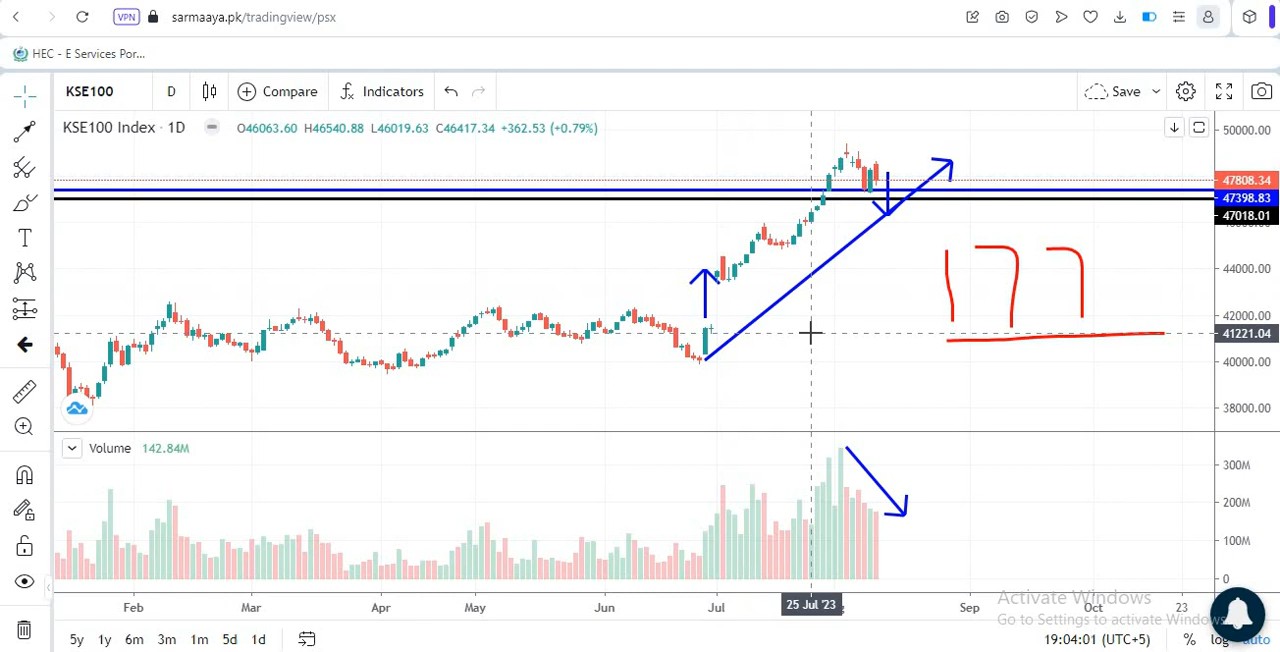 VPN sarmaaya.pk/tradingview/psx
HEC - E Services Por...
KSE100 D Compare Indicators Save
KSE100 Index · 1D O46063.60 H46540.88 L46019.63 C46417.34 +362.53 (+0.79%)
50000.00
47808.34
47398.83
47018.01
44000.00
42000.00
41221.04
40000.00
38000.00
177
Volume 142.84M
300M
200M
100M
0
Feb Mar Apr May Jun Jul 25 Jul '23 Sep Oct 23
Activate Windows
Go to Settings to activate Windows
5y 1y 6m 3m 1m 5d 1d 19:04:01 (UTC+5) % log auto